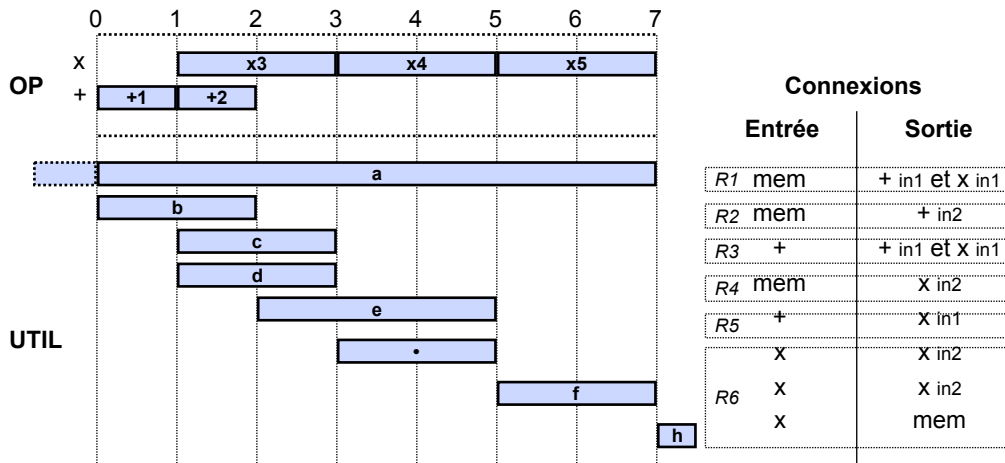 0 1 2 3 4 5 6 7
x x3 x4 x5
OP
+ +1 +2
Connexions
Entrée Sortie
a
R1 mem + in1 et x in1
b
R2 mem + in2
c
R3 + + in1 et x in1
d
R4 mem x in2
e
R5 + x in1
UTIL
•
x x in2
f
R6 x x in2
x mem
h